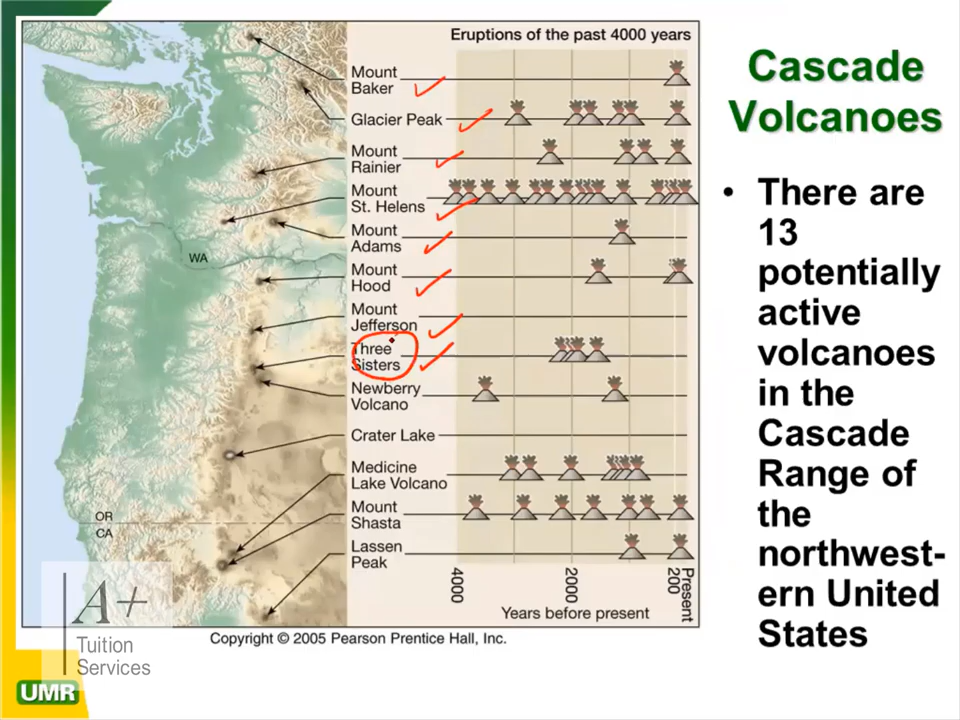 Eruptions of the past 4000 years
Mount
Baker
Glacier Peak
Mount
Rainier
Mount
St. Helens
Mount
Adams
Mount
Hood
Mount
Jefferson
Three
Sisters
Newberry
Volcano
Crater Lake
Medicine
Lake Volcano
Mount
Shasta
Lassen
Peak
WA
OR
CA
4000
2000
200
Present
Years before present
Copyright © 2005 Pearson Prentice Hall, Inc.
A+
Tuition
Services
UMR
Cascade
Volcanoes
• There are
13
potentially
active
volcanoes
in the
Cascade
Range of
the
northwest-
ern United
States